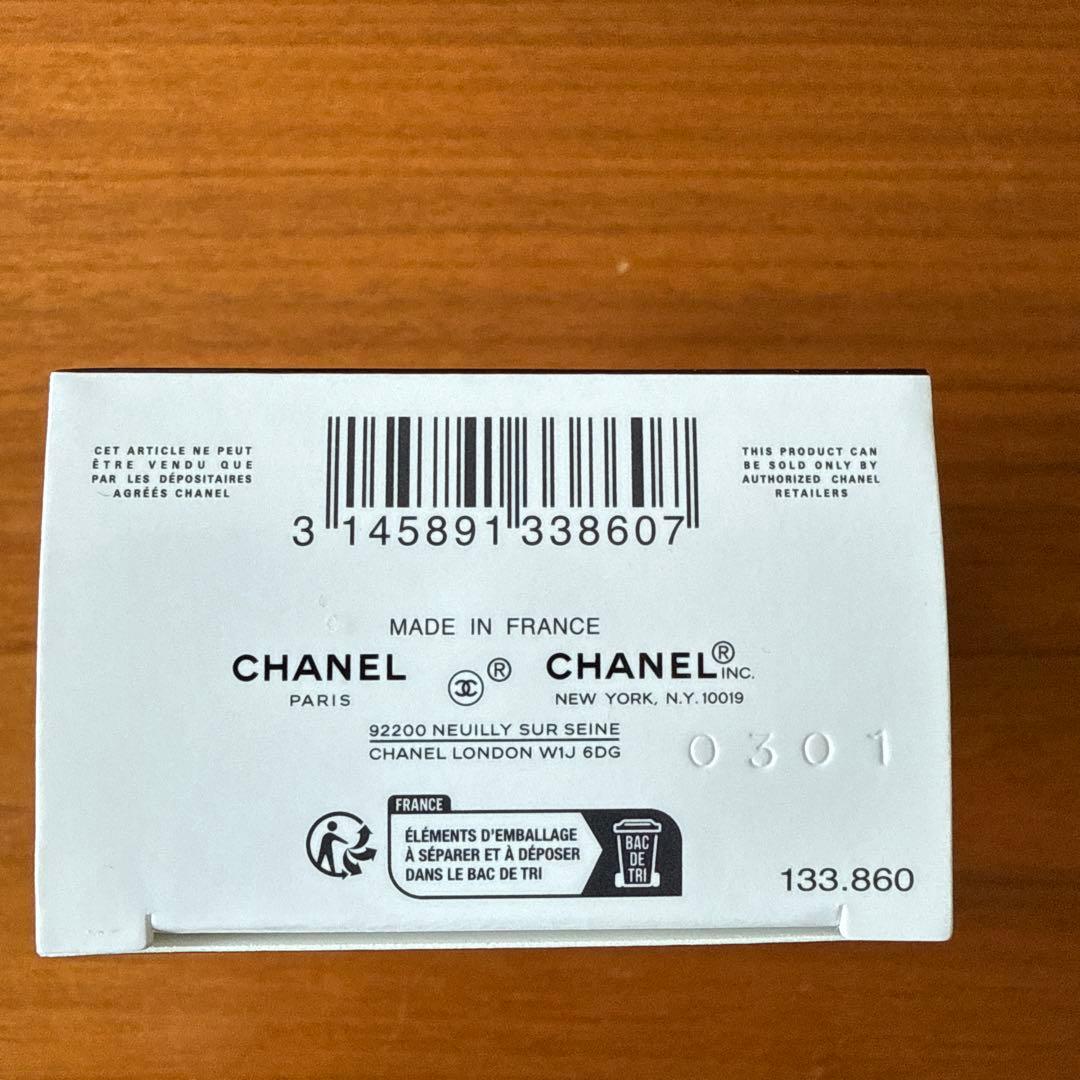 CET ARTICLE NE PEUT
ÊTRE VENDU QUE
PAR LES DÉPOSITAIRES
AGRÉÉS CHANEL
3 145891 338607
THIS PRODUCT CAN
BE SOLD ONLY BY
AUTHORIZED CHANEL
RETAILERS
MADE IN FRANCE
CHANEL
PARIS
®
CHANEL® INC.
NEW YORK, N.Y. 10019
92200 NEUILLY SUR SEINE
CHANEL LONDON W1J 6DG
0301
FRANCE
ÉLÉMENTS D'EMBALLAGE
À SÉPARER ET À DÉPOSER
DANS LE BAC DE TRI
BAC
DE
TRI
133.860